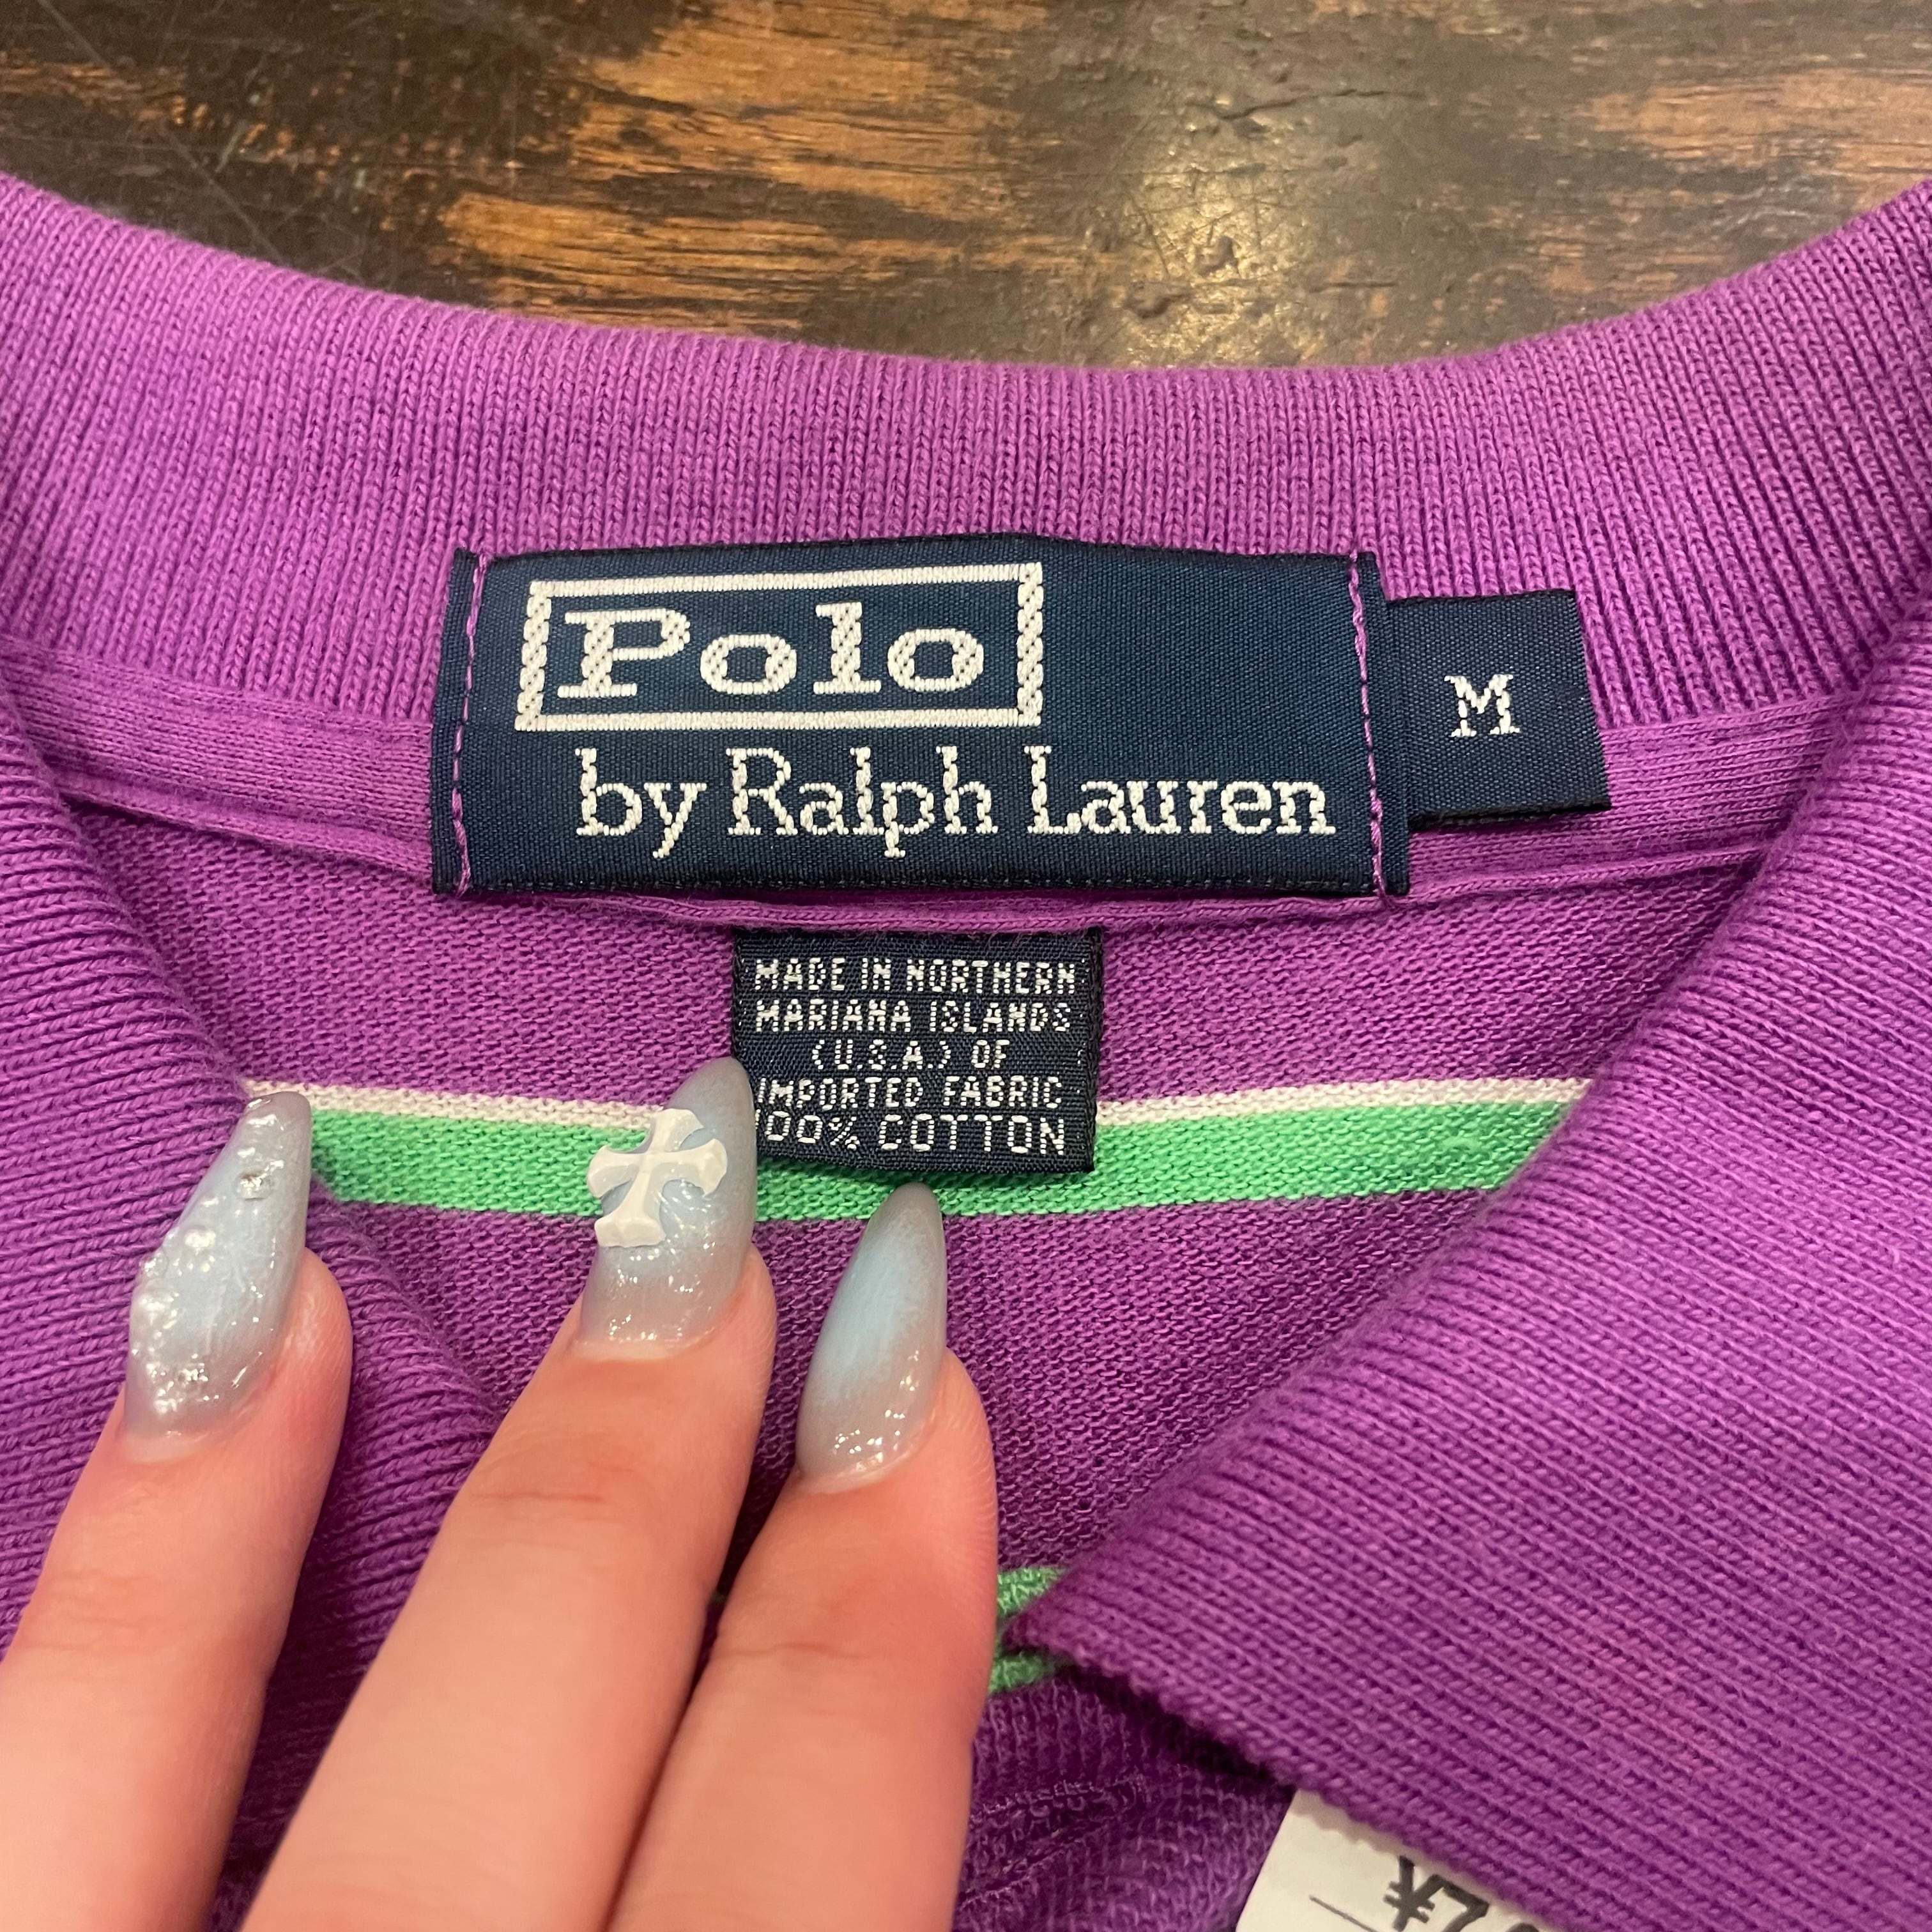 Polo
by Ralph Lauren
M
MADE IN NORTHERN
MARIANA ISLANDS
(U.S.A.) OF
IMPORTED FABRIC
100% COTTON